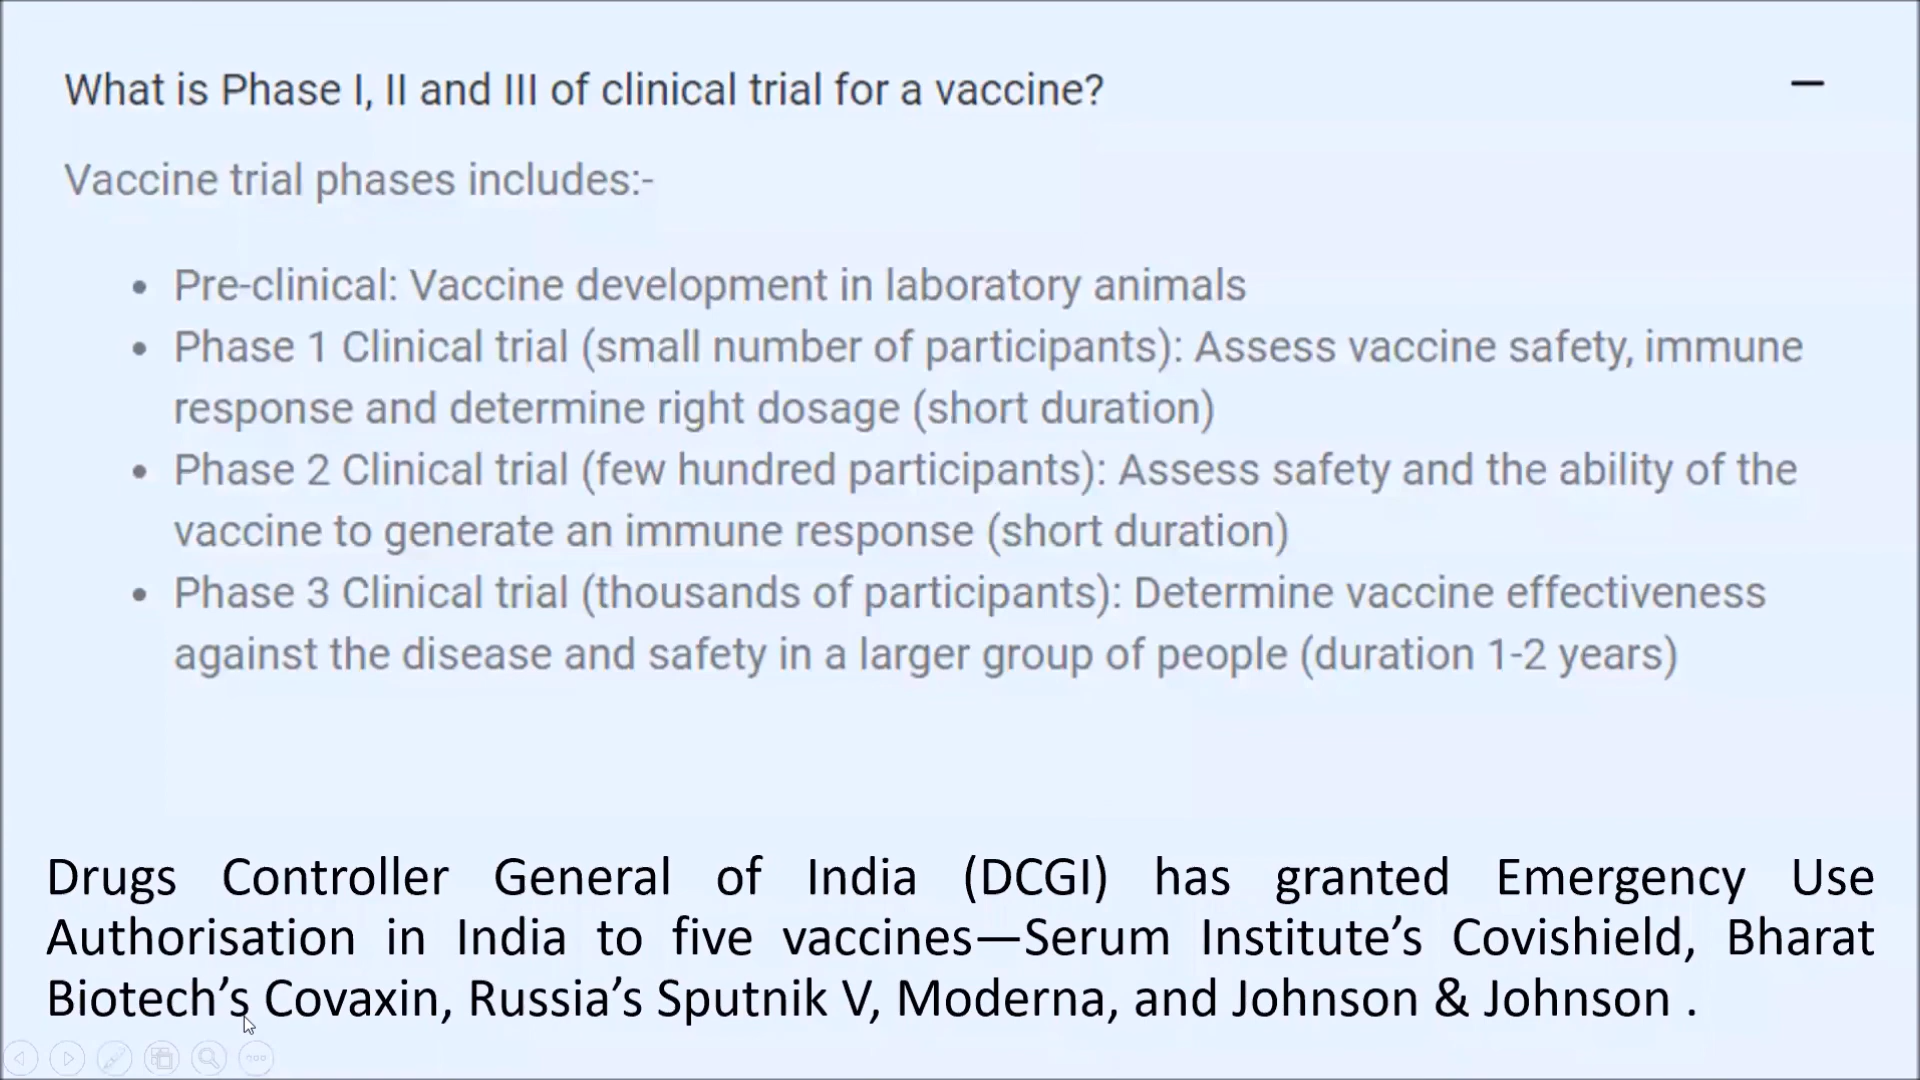 What is Phase I, II and III of clinical trial for a vaccine?
Vaccine trial phases includes:-
• Pre-clinical: Vaccine development in laboratory animals
• Phase 1 Clinical trial (small number of participants): Assess vaccine safety, immune
response and determine right dosage (short duration)
• Phase 2 Clinical trial (few hundred participants): Assess safety and the ability of the
vaccine to generate an immune response (short duration)
• Phase 3 Clinical trial (thousands of participants): Determine vaccine effectiveness
against the disease and safety in a larger group of people (duration 1-2 years)
Drugs Controller General of India (DCGI) has granted Emergency Use
Authorisation in India to five vaccines—Serum Institute’s Covishield, Bharat
Biotech’s Covaxin, Russia’s Sputnik V, Moderna, and Johnson & Johnson .